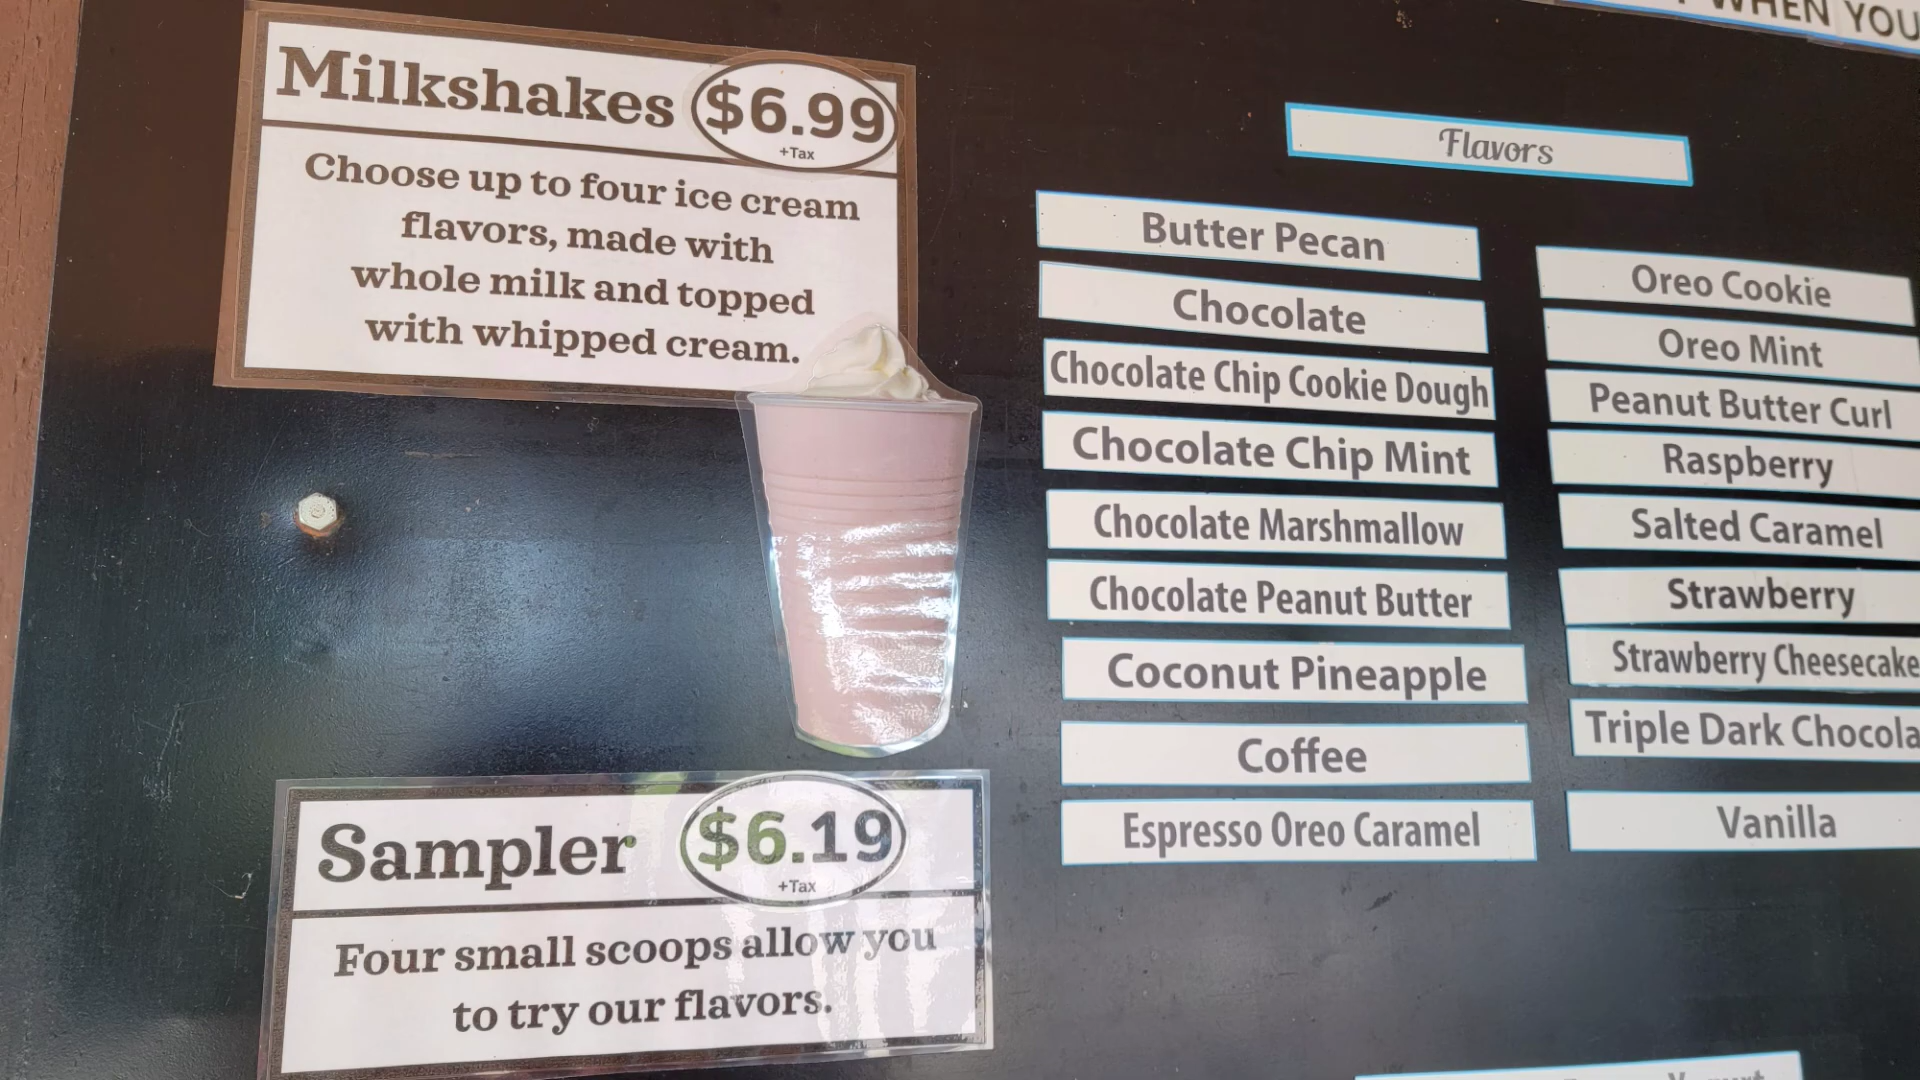 WHEN YOU
Milkshakes $6.99
+Tax
Choose up to four ice cream
flavors, made with
whole milk and topped
with whipped cream.
Sampler $6.19
+Tax
Four small scoops allow you
to try our flavors.
Flavors
Butter Pecan
Chocolate
Chocolate Chip Cookie Dough
Chocolate Chip Mint
Chocolate Marshmallow
Chocolate Peanut Butter
Coconut Pineapple
Coffee
Espresso Oreo Caramel
Oreo Cookie
Oreo Mint
Peanut Butter Curl
Raspberry
Salted Caramel
Strawberry
Strawberry Cheesecake
Triple Dark Chocola
Vanilla